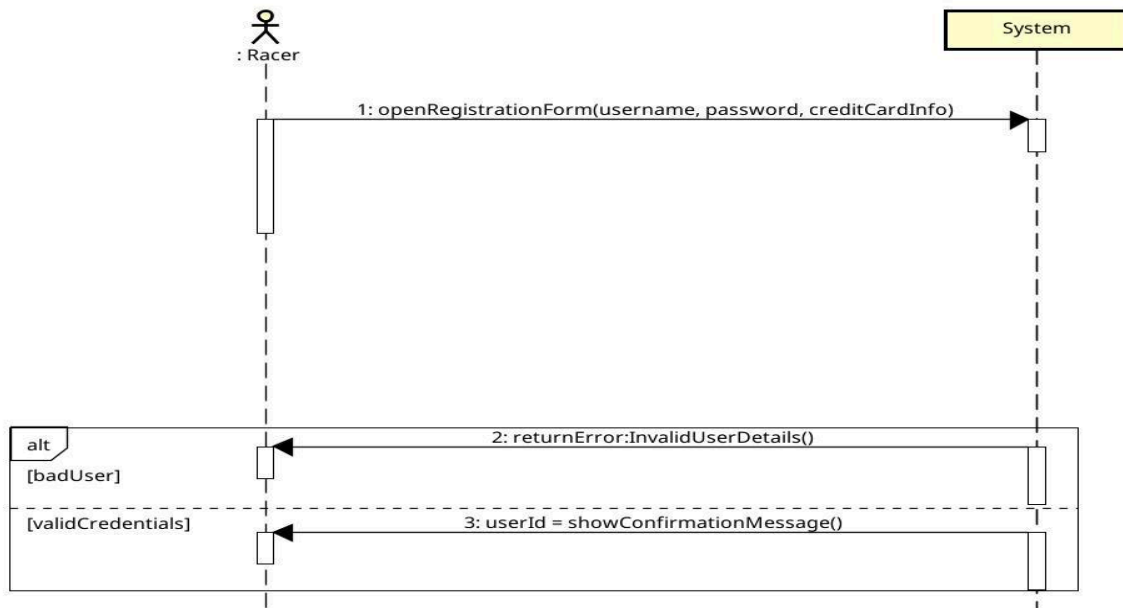 : Racer
System
1: openRegistrationForm(username, password, creditCardInfo)
alt
2: returnError:InvalidUserDetails()
[badUser]
[validCredentials]
3: userId = showConfirmationMessage()